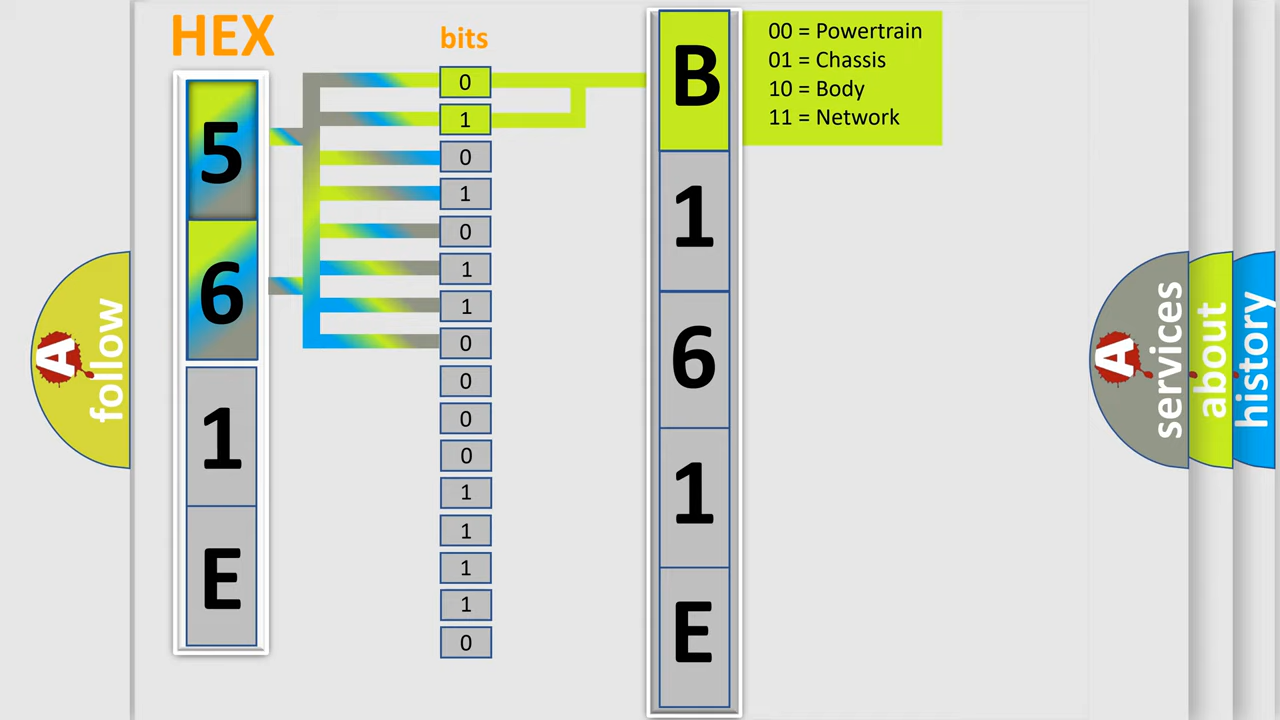 HEX
bits
5
6
1
E
0
1
0
1
0
1
1
0
0
0
0
1
1
1
1
0
B
1
6
1
E
00 = Powertrain
01 = Chassis
10 = Body
11 = Network
A
follow
A
services
about
history